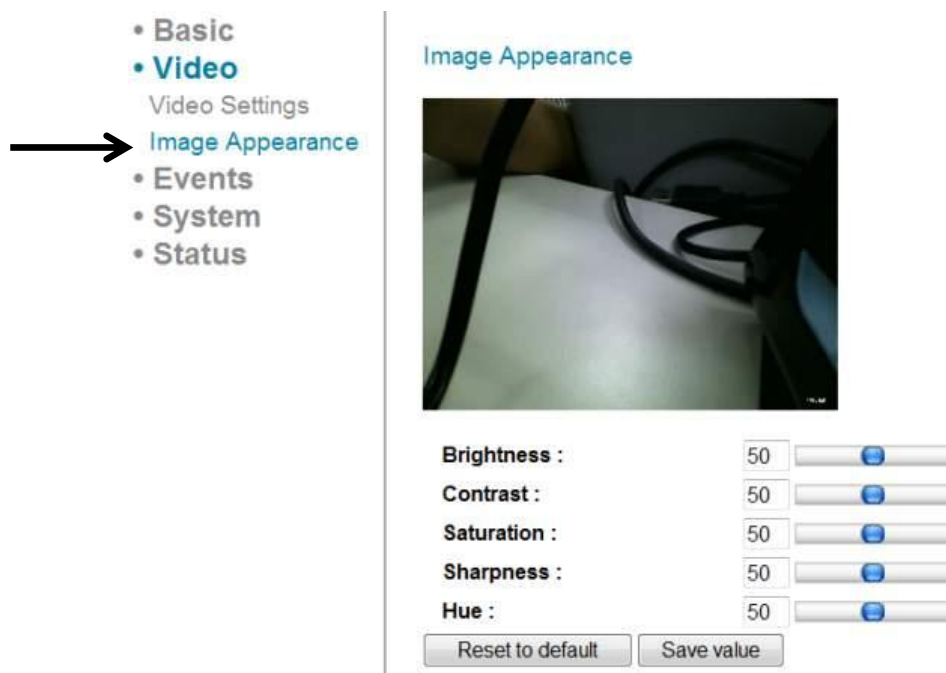 • Basic
• Video
Video Settings
Image Appearance
• Events
• System
• Status
Image Appearance
Brightness : 50
Contrast : 50
Saturation : 50
Sharpness : 50
Hue : 50
Reset to default Save value